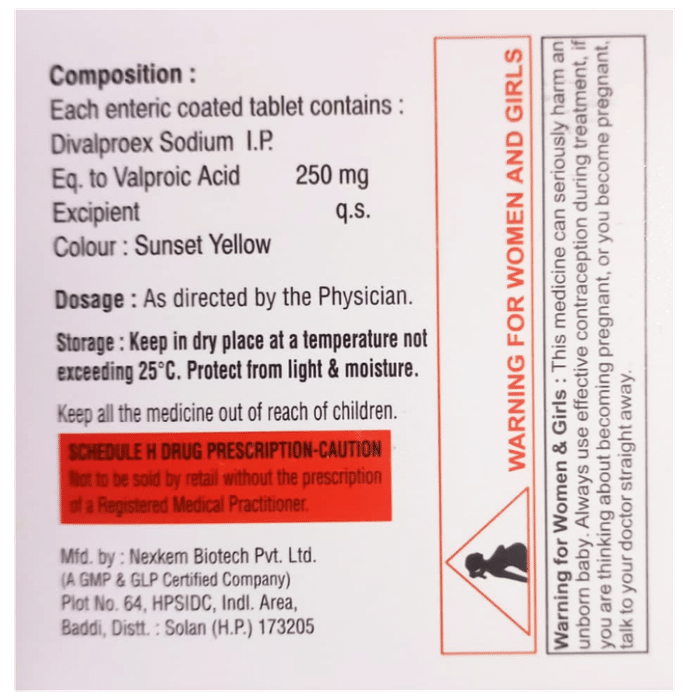 Composition :
Each enteric coated tablet contains :
Divalproex Sodium I.P.
Eq. to Valproic Acid 250 mg
Excipient q.s.
Colour : Sunset Yellow
Dosage : As directed by the Physician.
Storage : Keep in dry place at a temperature not
exceeding 25°C. Protect from light & moisture.
Keep all the medicine out of reach of children.
SCHEDULE H DRUG PRESCRIPTION-CAUTION
Not to be sold by retail without the prescription
of a Registered Medical Practitioner.
Mfd. by : Nexkem Biotech Pvt. Ltd.
(A GMP & GLP Certified Company)
Plot No. 64, HPSIDC, Indl. Area,
Baddi, Distt. : Solan (H.P.) 173205
WARNING FOR WOMEN AND GIRLS
Warning for Women & Girls : This medicine can seriously harm an
unborn baby. Always use effective contraception during treatment, if
you are thinking about becoming pregnant, or you become pregnant,
talk to your doctor straight away.